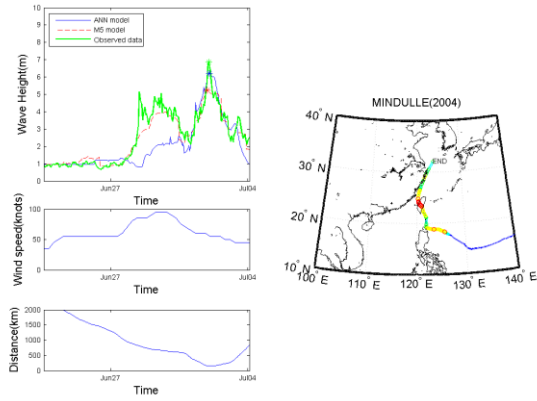 10
9
8
7
6
5
4
3
2
1
0
Wave Height(m)
ANN model
M5 model
Observed data
Jun27
Jul04
Time
100
50
0
Wind speed(knots)
Jun27
Jul04
Time
2000
1500
1000
500
0
Distance(km)
Jun27
Jul04
Time
MINDULLE(2004)
40° N
30° N
20° N
10° N
100° E
110° E
120° E
130° E
140° E
END